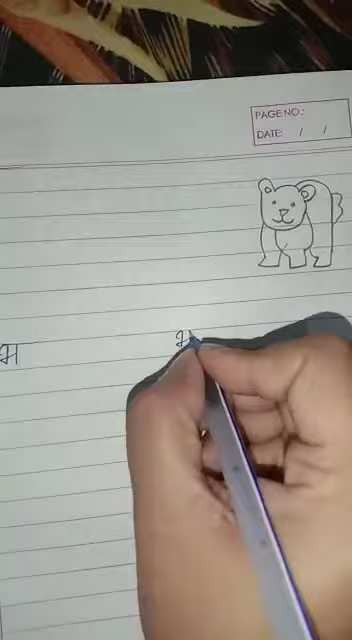 PAGE NO.:
DATE: / /
भ